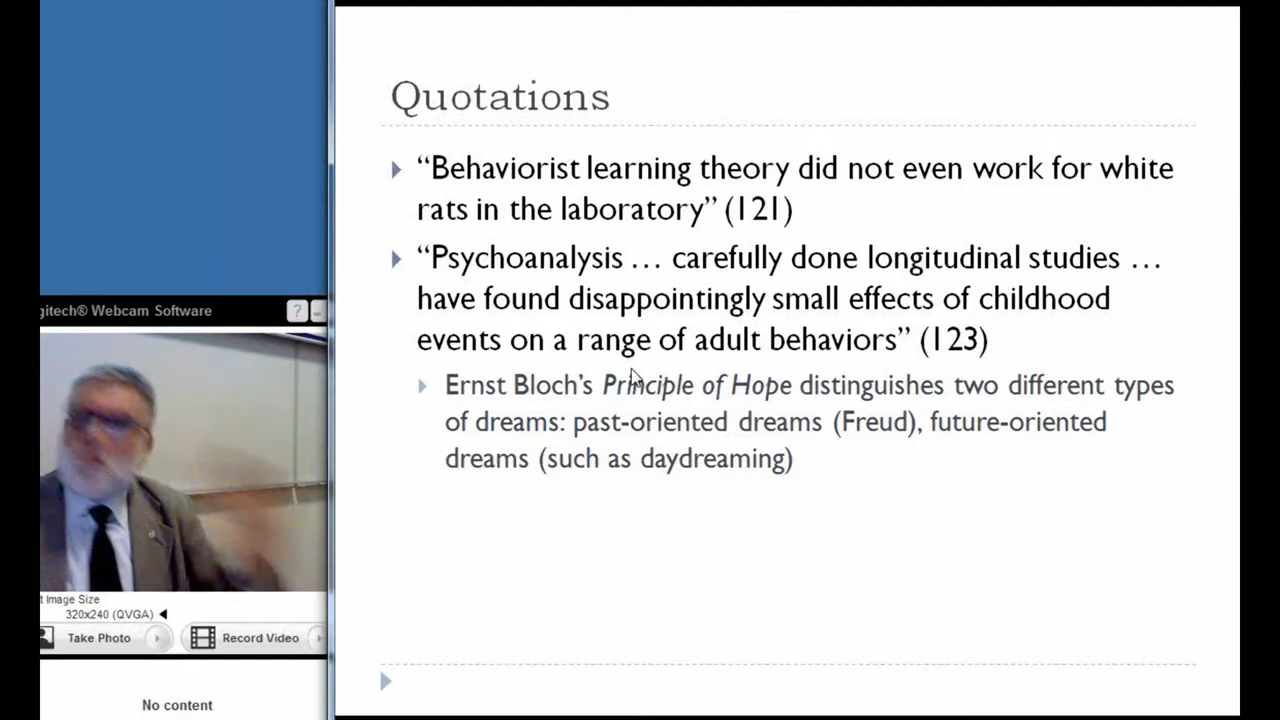 Quotations
“Behaviorist learning theory did not even work for white
rats in the laboratory” (121)
“Psychoanalysis … carefully done longitudinal studies …
have found disappointingly small effects of childhood
events on a range of adult behaviors” (123)
Ernst Bloch’s Principle of Hope distinguishes two different types
of dreams: past-oriented dreams (Freud), future-oriented
dreams (such as daydreaming)
gitech® Webcam Software
?
t Image Size
320x240 (QVGA)
Take Photo
Record Video
No content